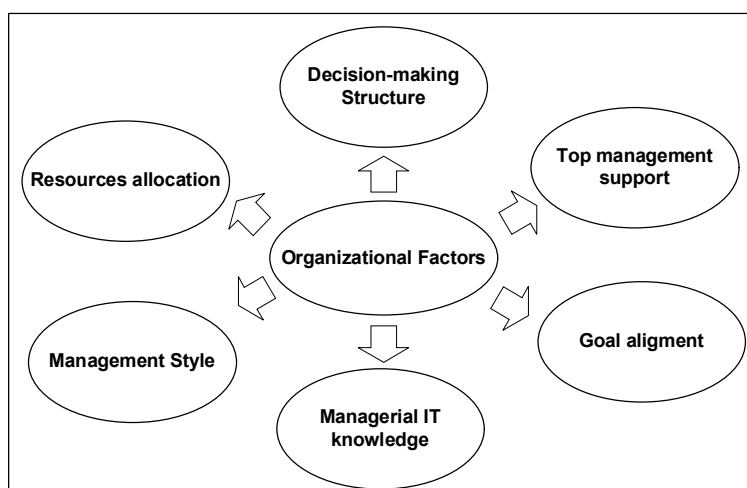 Decision-making
Structure
Top management
support
Resources allocation
Organizational Factors
Goal aligment
Management Style
Managerial IT
knowledge